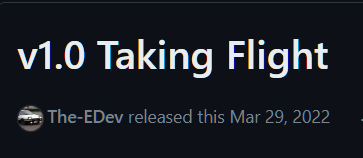 v1.0 Taking Flight
The-EDev released this Mar 29, 2022